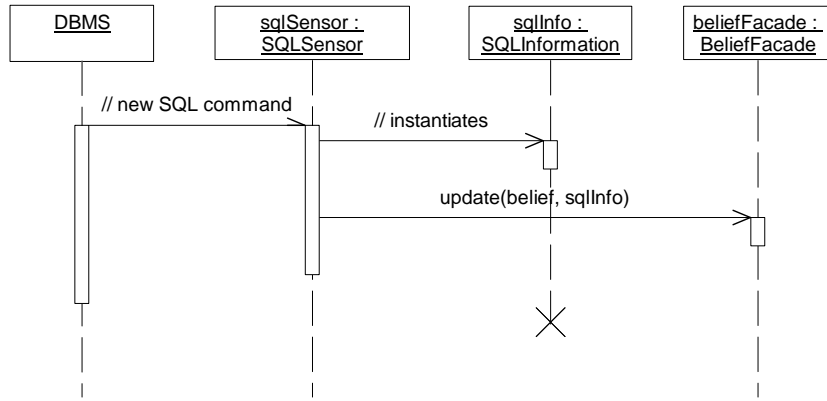 DBMS
sqlSensor :
SQLSensor
sqlInfo :
SQLInformation
beliefFacade :
BeliefFacade
// new SQL command
// instantiates
update(belief, sqlInfo)